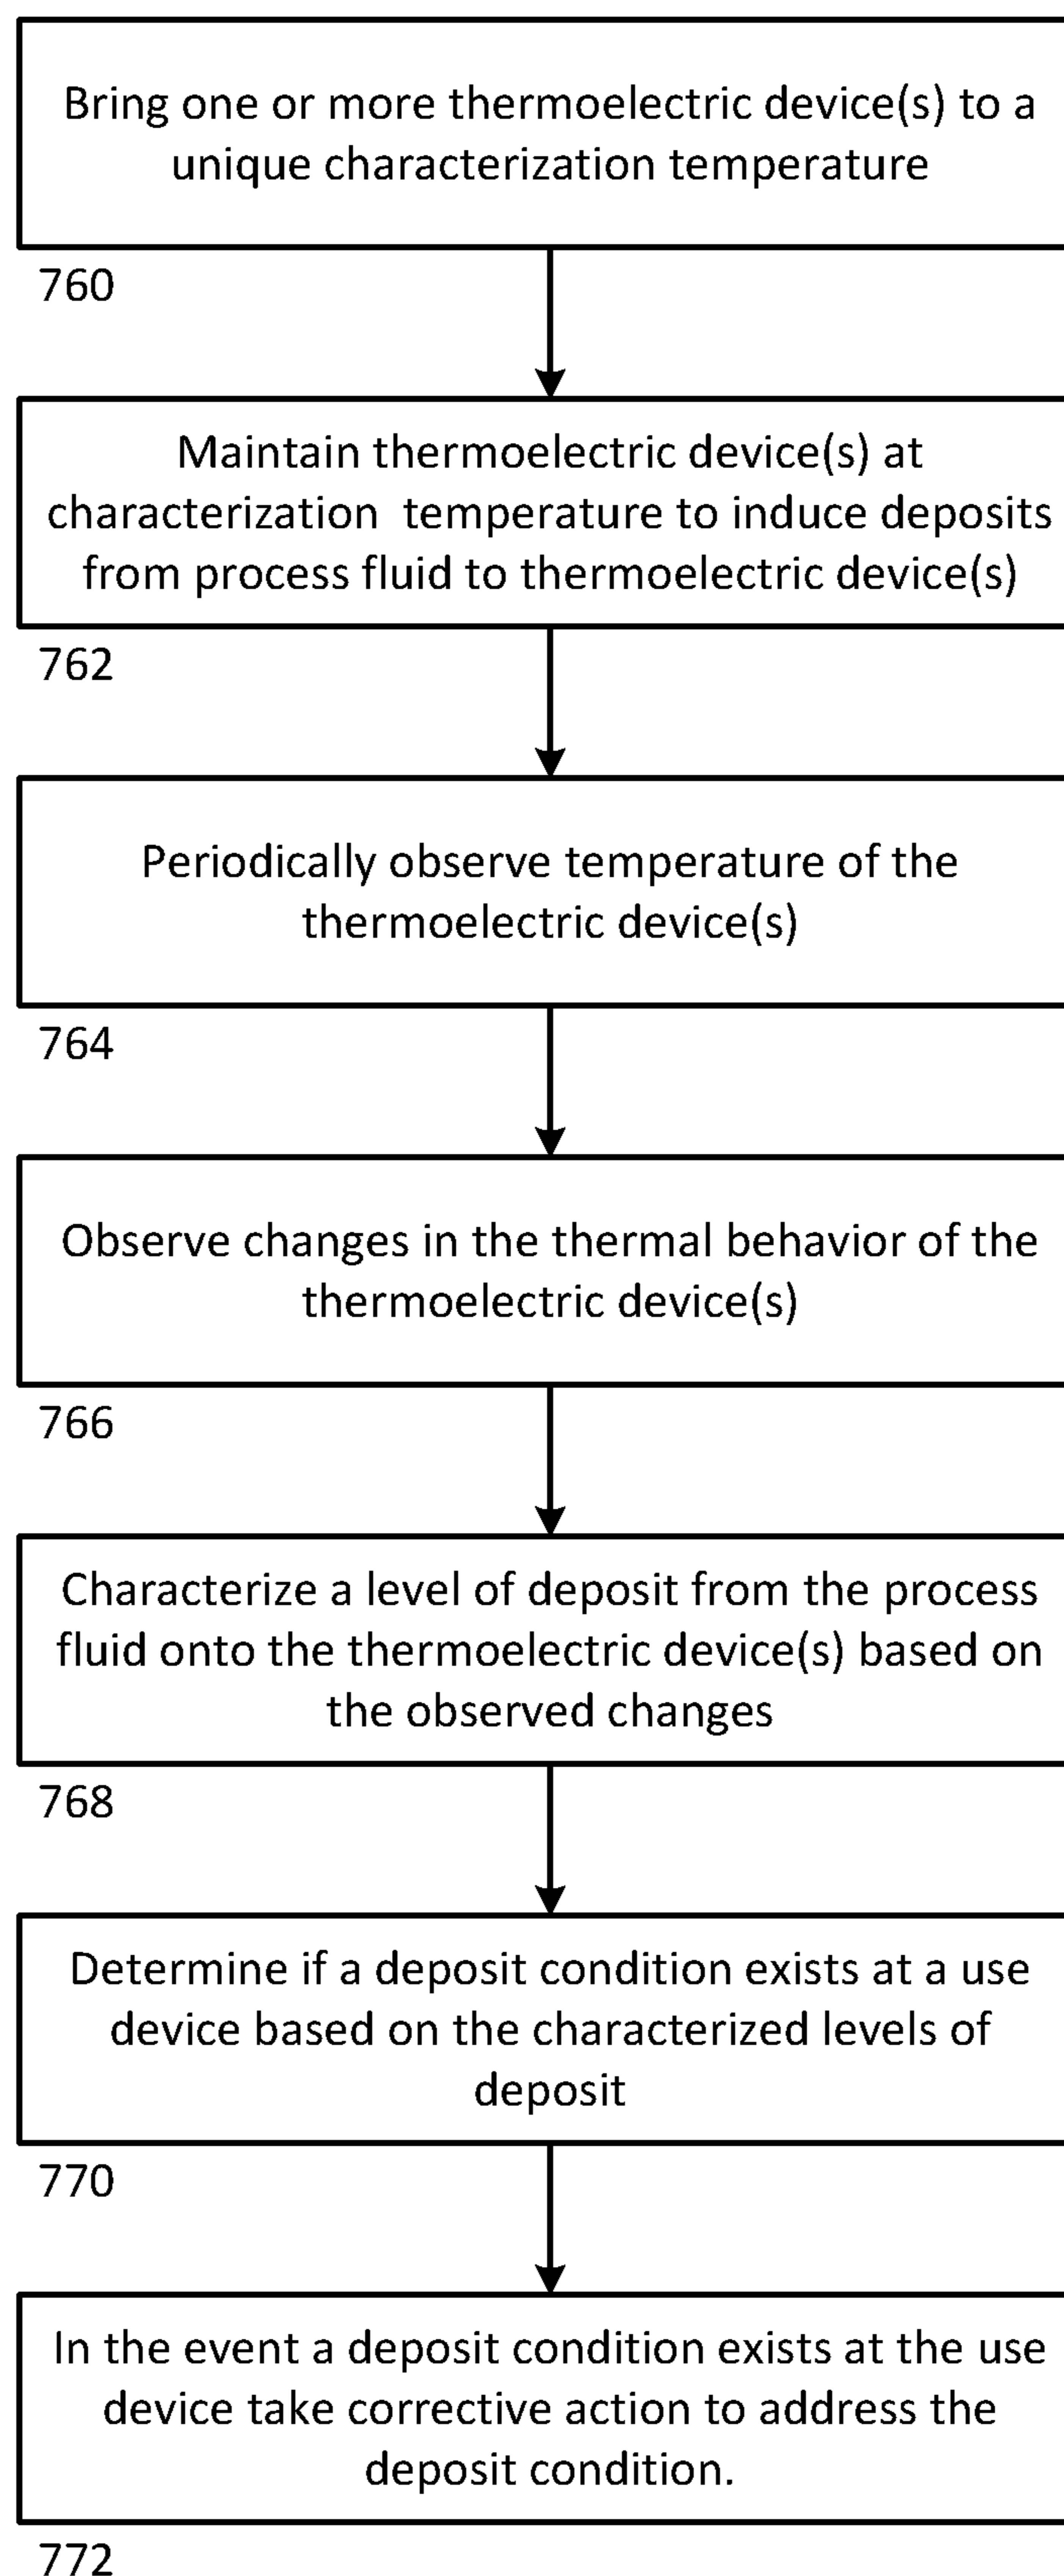 Bring one or more thermoelectric device(s) to a
unique characterization temperature
760
Maintain thermoelectric device(s) at
characterization  temperature to induce deposits
from process fluid to thermoelectric device(s)
762
Periodically observe temperature of the
thermoelectric device(s)
764
Observe changes in the thermal behavior of the
thermoelectric device(s)
766
Characterize a level of deposit from the process
fluid onto the thermoelectric device(s) based on
the observed changes
768
Determine if a deposit condition exists at a use
device based on the characterized levels of
deposit
770
In the event a deposit condition exists at the use
device take corrective action to address the
deposit condition.
772